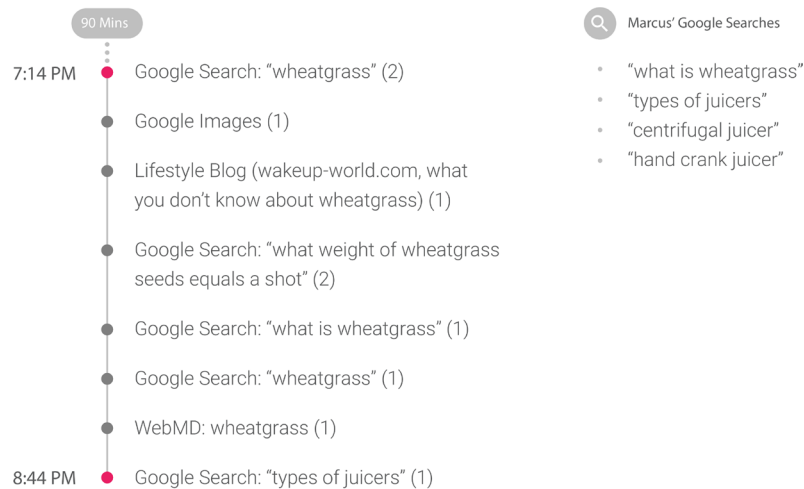 90 Mins
7:14 PM
Google Search: “wheatgrass” (2)
Google Images (1)
Lifestyle Blog (wakeup-world.com, what
you don’t know about wheatgrass) (1)
Google Search: “what weight of wheatgrass
seeds equals a shot” (2)
Google Search: “what is wheatgrass” (1)
Google Search: “wheatgrass” (1)
WebMD: wheatgrass (1)
8:44 PM
Google Search: “types of juicers” (1)
Marcus’ Google Searches
“what is wheatgrass”
“types of juicers”
“centrifugal juicer”
“hand crank juicer”